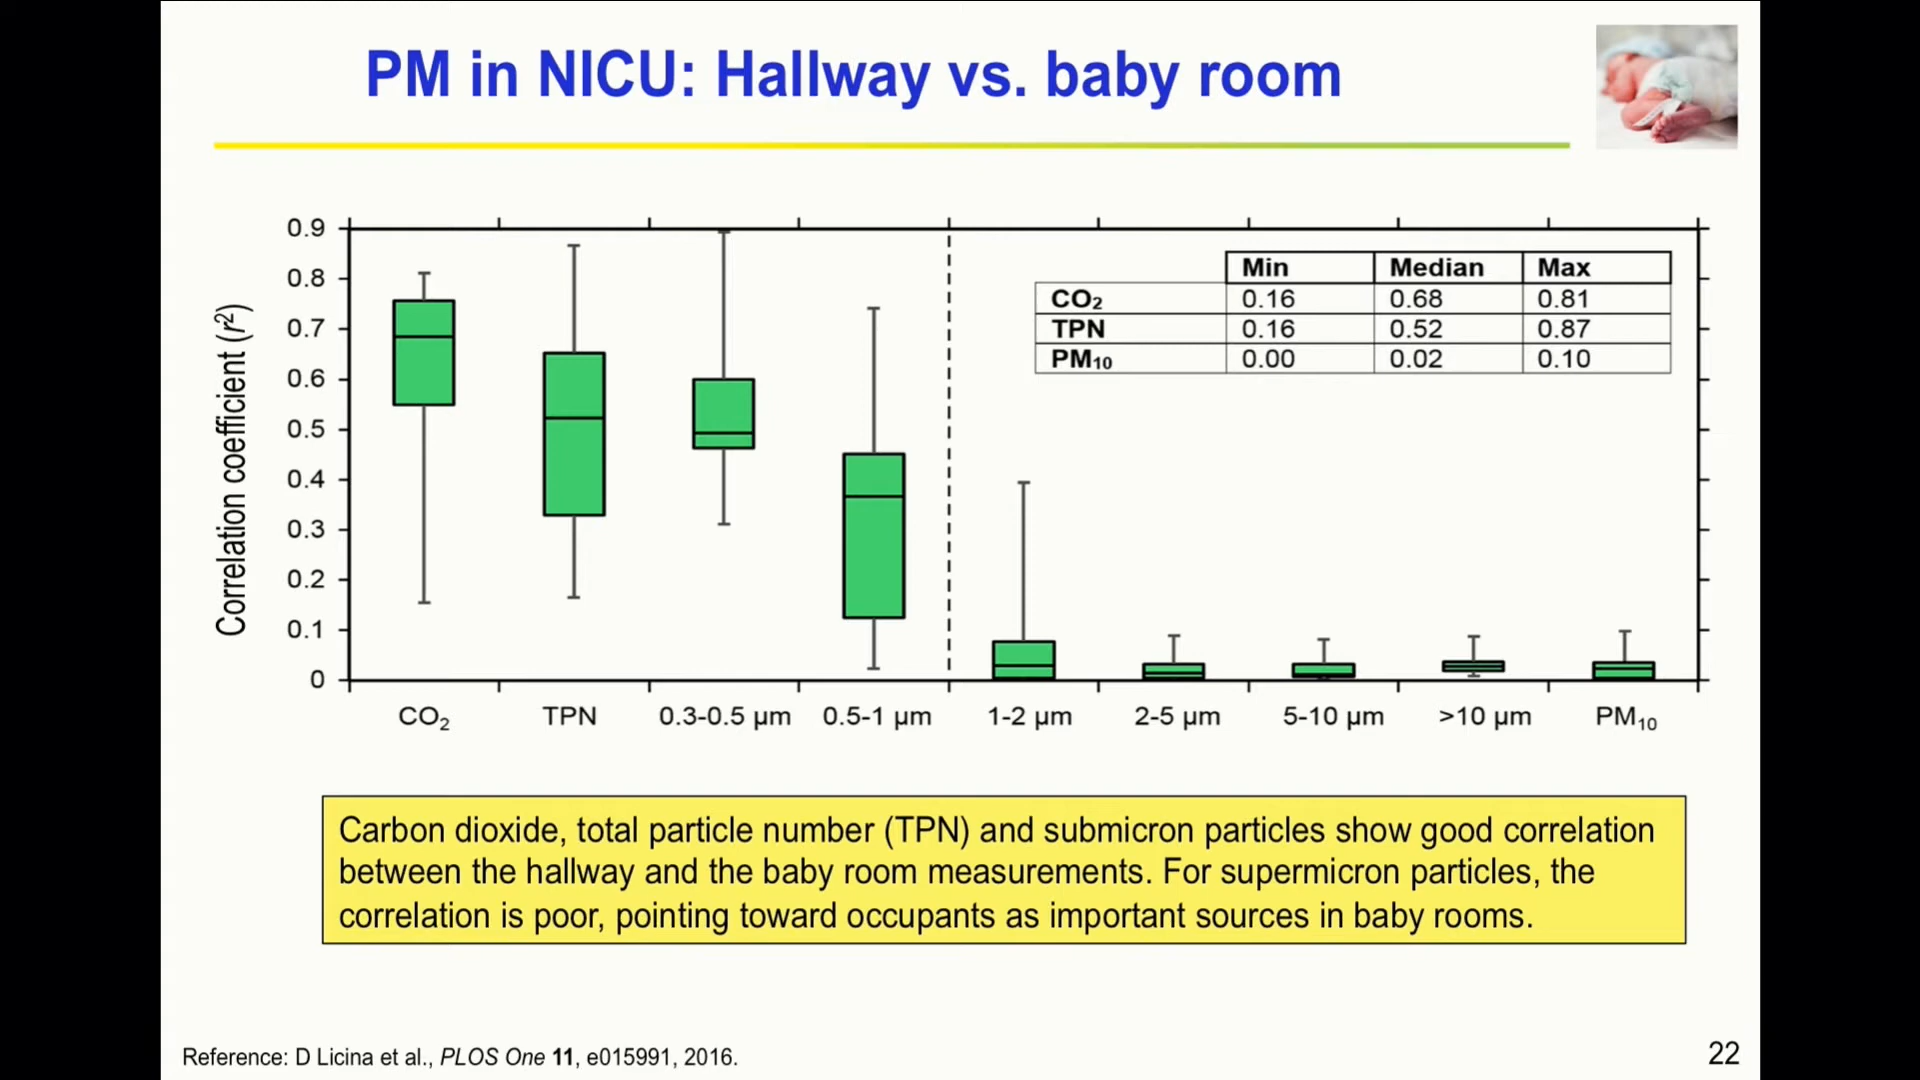 PM in NICU: Hallway vs. baby room
Correlation coefficient (r²)
0.9
0.8
0.7
0.6
0.5
0.4
0.3
0.2
0.1
0
Min Median Max
CO₂ 0.16 0.68 0.81
TPN 0.16 0.52 0.87
PM₁₀ 0.00 0.02 0.10
CO₂ TPN 0.3-0.5 µm 0.5-1 µm 1-2 µm 2-5 µm 5-10 µm >10 µm PM₁₀
Carbon dioxide, total particle number (TPN) and submicron particles show good correlation
between the hallway and the baby room measurements. For supermicron particles, the
correlation is poor, pointing toward occupants as important sources in baby rooms.
Reference: D Licina et al., PLOS One 11, e015991, 2016.
22